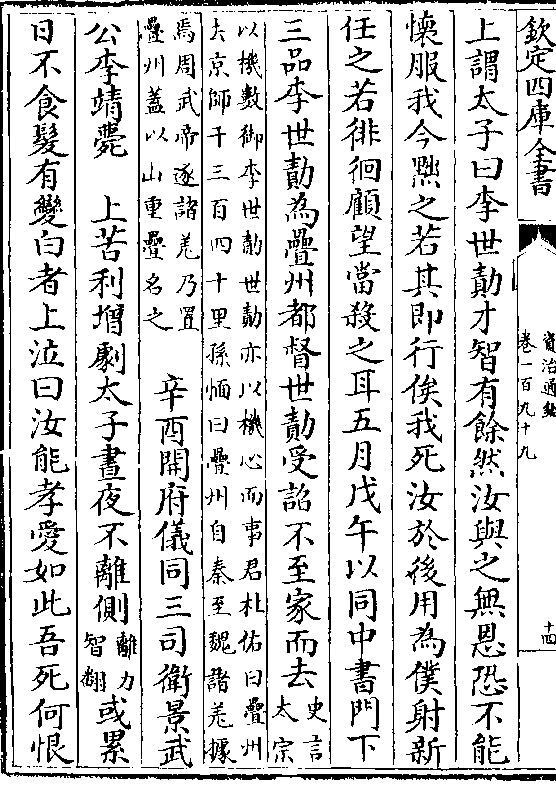 欽定四庫全書
資治通鑑
卷一百九十九
十四
上謂太子曰李世勣才智有餘然汝與之無恩恐不能
懷服我今黜之若其即行俟我死汝於後用為僕射親
任之若徘徊顧望當殺之耳五月戊午以同中書門下
三品李世勣為疊州都督世勣受詔不至家而去史言
太宗
以機數御李世勣世勣亦以機心而事君杜佑曰疊州
去京師千三百四十里孫愐曰疊州自秦至魏諸羌據
焉周武帝逐諸羌乃置
疊州蓋以山重疊名之
辛酉開府儀同三司衛景武
公李靖薨 上苦利增劇太子晝夜不離側離力
智翻或累
日不食髮有變白者上泣曰汝能孝愛如此吾死何恨